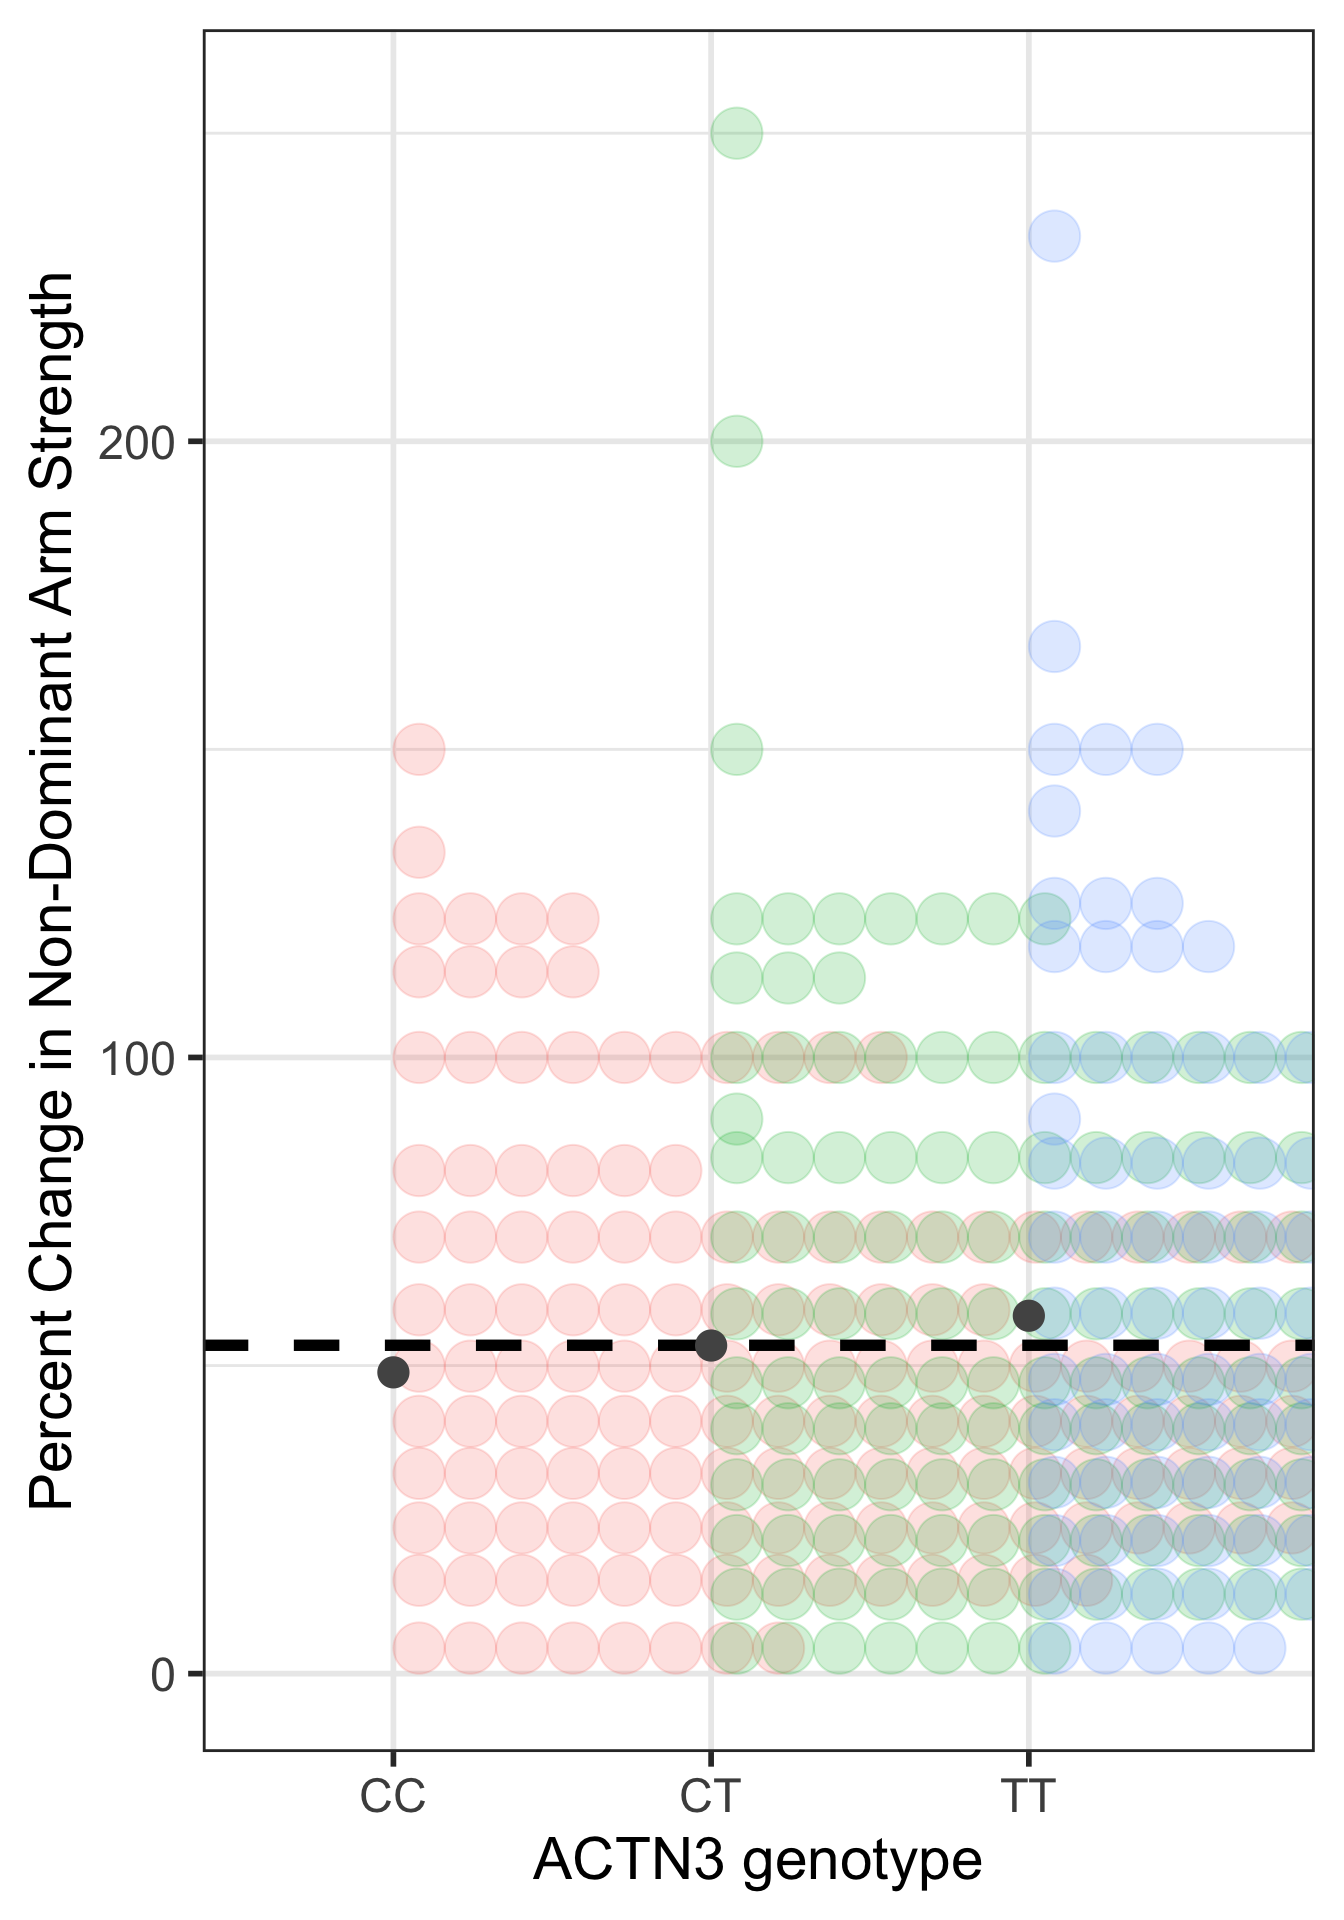 Percent Change in Non-Dominant Arm Strength
200
100
0
CC CT TT
ACTN3 genotype